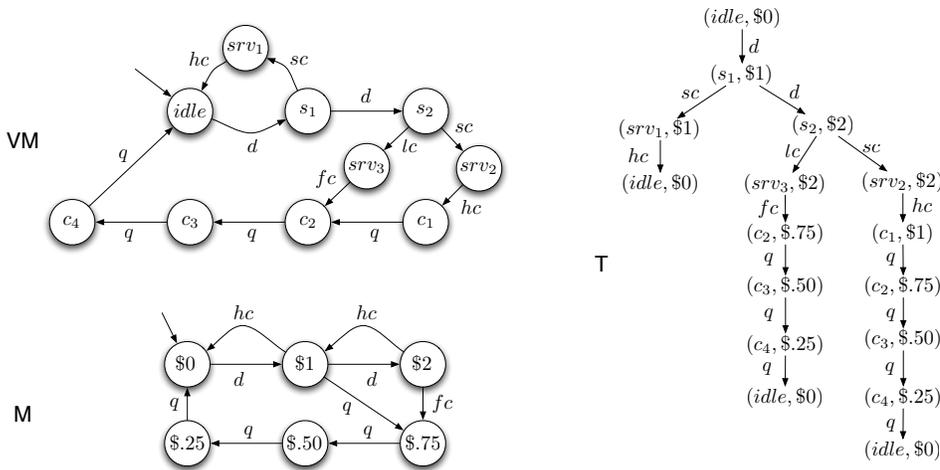 VM
srv₁
hc
sc
idle
s₁
d
s₂
d
sc
lc
srv₃
srv₂
q
fc
hc
c₄
c₃
c₂
c₁
q
q
q
M
hc
hc
$0
$1
$2
d
d
q
q
fc
$.25
$.50
$.75
q
q
T
(idle, $0)
d
(s₁, $1)
sc
d
(srv₁, $1)
(s₂, $2)
hc
lc
sc
(idle, $0)
(srv₃, $2)
(srv₂, $2)
fc
hc
(c₂, $.75)
(c₁, $1)
q
q
(c₃, $.50)
(c₂, $.75)
q
q
(c₄, $.25)
(c₃, $.50)
q
q
(idle, $0)
(c₄, $.25)
q
(idle, $0)